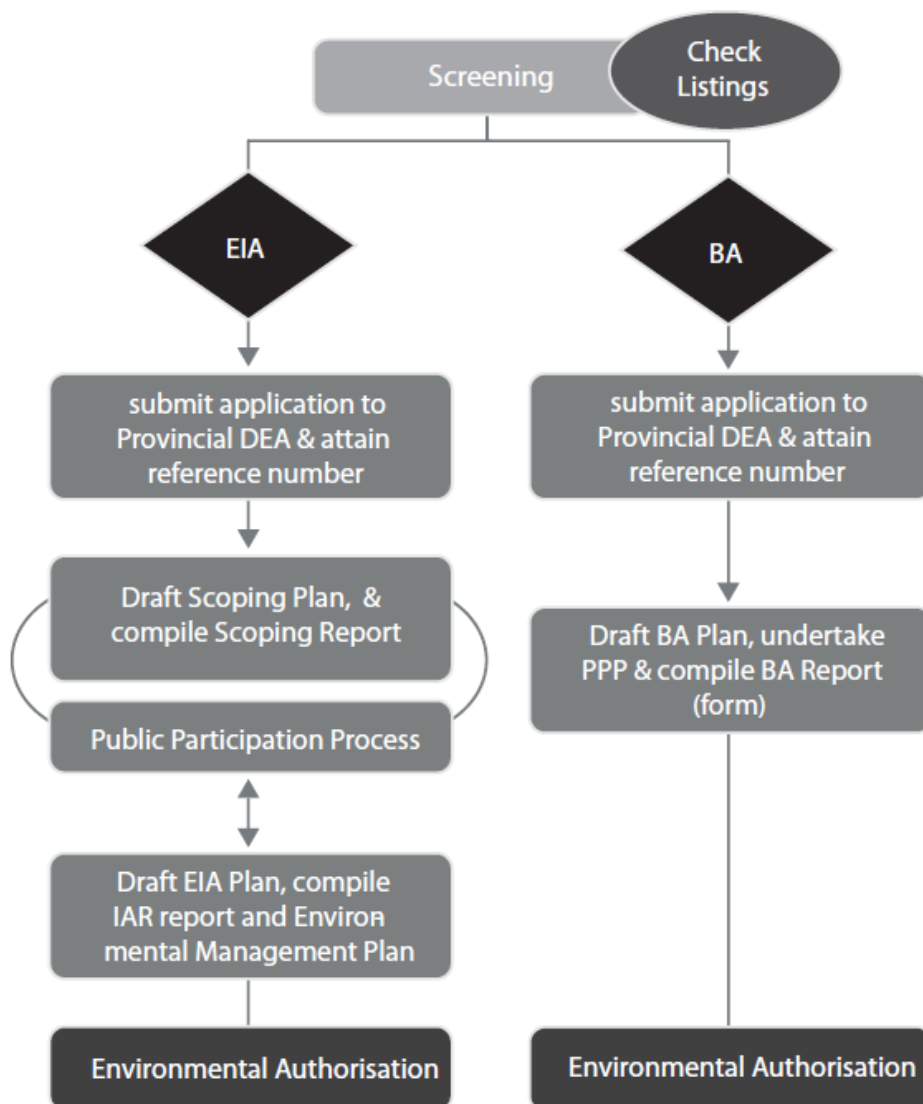 Screening
Check
Listings
EIA
BA
submit application to
Provincial DEA & attain
reference number
submit application to
Provincial DEA & attain
reference number
Draft Scoping Plan, &
compile Scoping Report
Draft BA Plan, undertake
PPP & compile BA Report
(form)
Public Participation Process
Draft EIA Plan, compile
IAR report and Environ-
mental Management Plan
Environmental Authorisation
Environmental Authorisation